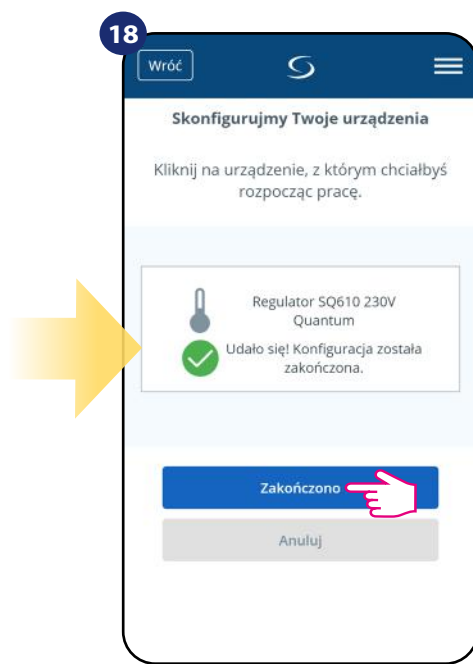 18
Wróć
Skonfigurujmy Twoje urządzenia
Kliknij na urządzenie, z którym chciałbyś
rozpocząc pracę.
Regulator SQ610 230V
Quantum
Udało się! Konfiguracja została
zakończona.
Zakończono
Anuluj